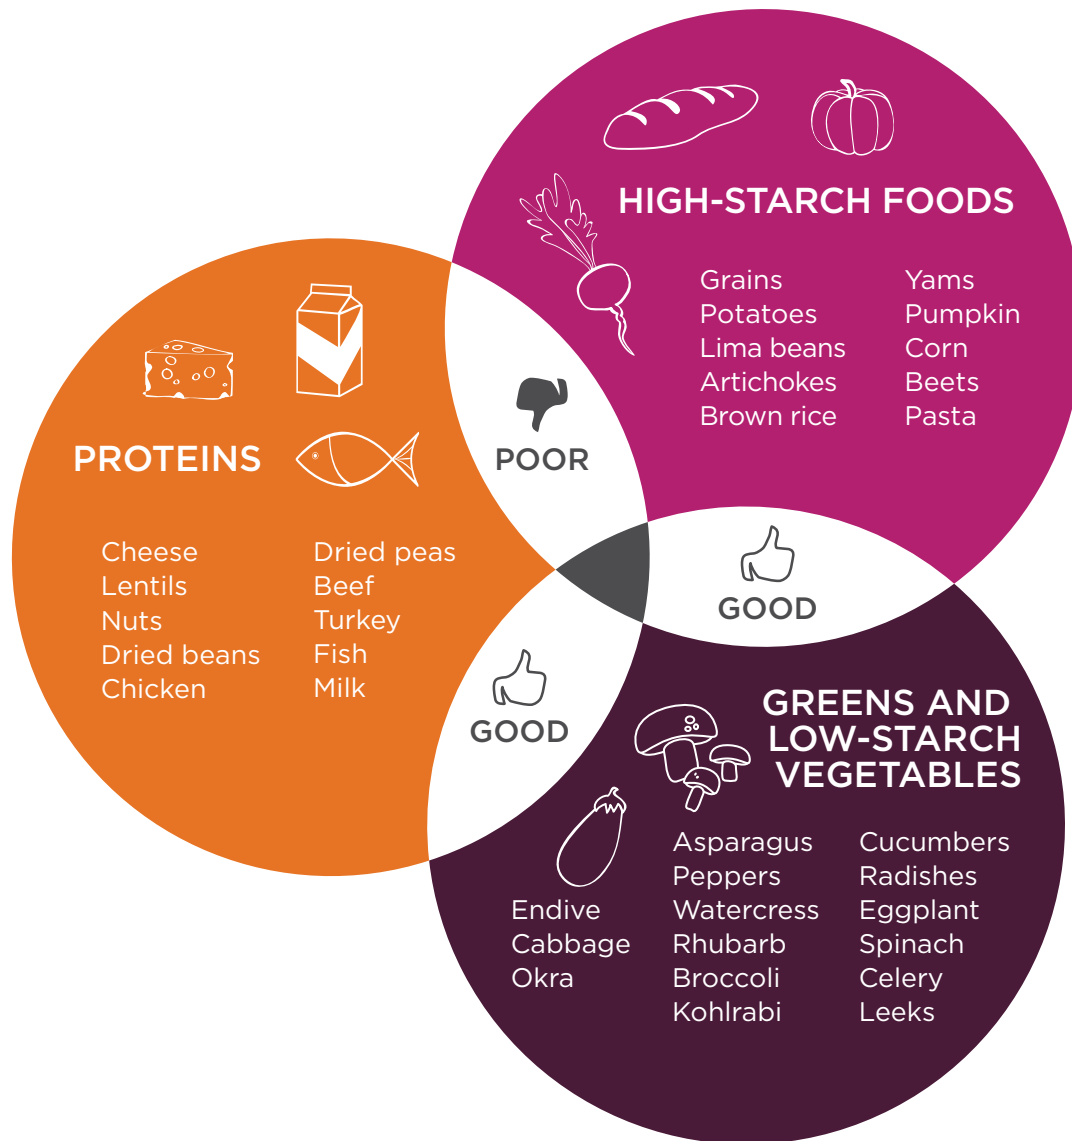 HIGH-STARCH FOODS
Grains
Potatoes
Lima beans
Artichokes
Brown rice
Yams
Pumpkin
Corn
Beets
Pasta
POOR
PROTEINS
Cheese
Lentils
Nuts
Dried beans
Chicken
Dried peas
Beef
Turkey
Fish
Milk
GOOD
GOOD
GREENS AND
LOW-STARCH
VEGETABLES
Endive
Cabbage
Okra
Asparagus
Peppers
Watercress
Rhubarb
Broccoli
Kohlrabi
Cucumbers
Radishes
Eggplant
Spinach
Celery
Leeks